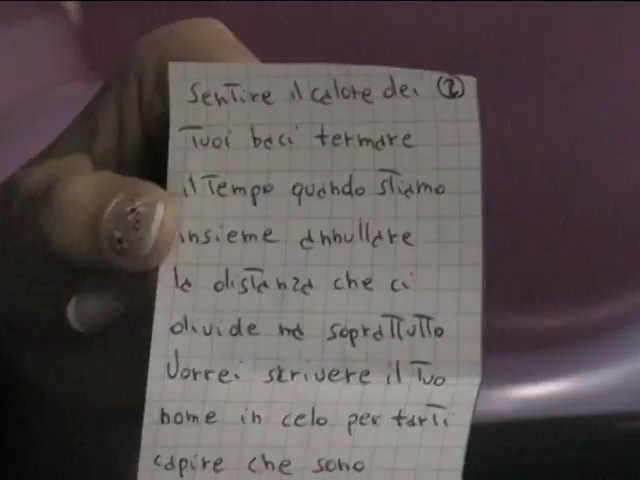 Sentire il calore dei (2)
Tuoi baci fermare
il Tempo quando stiamo
insieme annullare
la distanza che ci
divide ma soprattutto
Vorrei scrivere il Tuo
nome in celo per farti
capire che sono